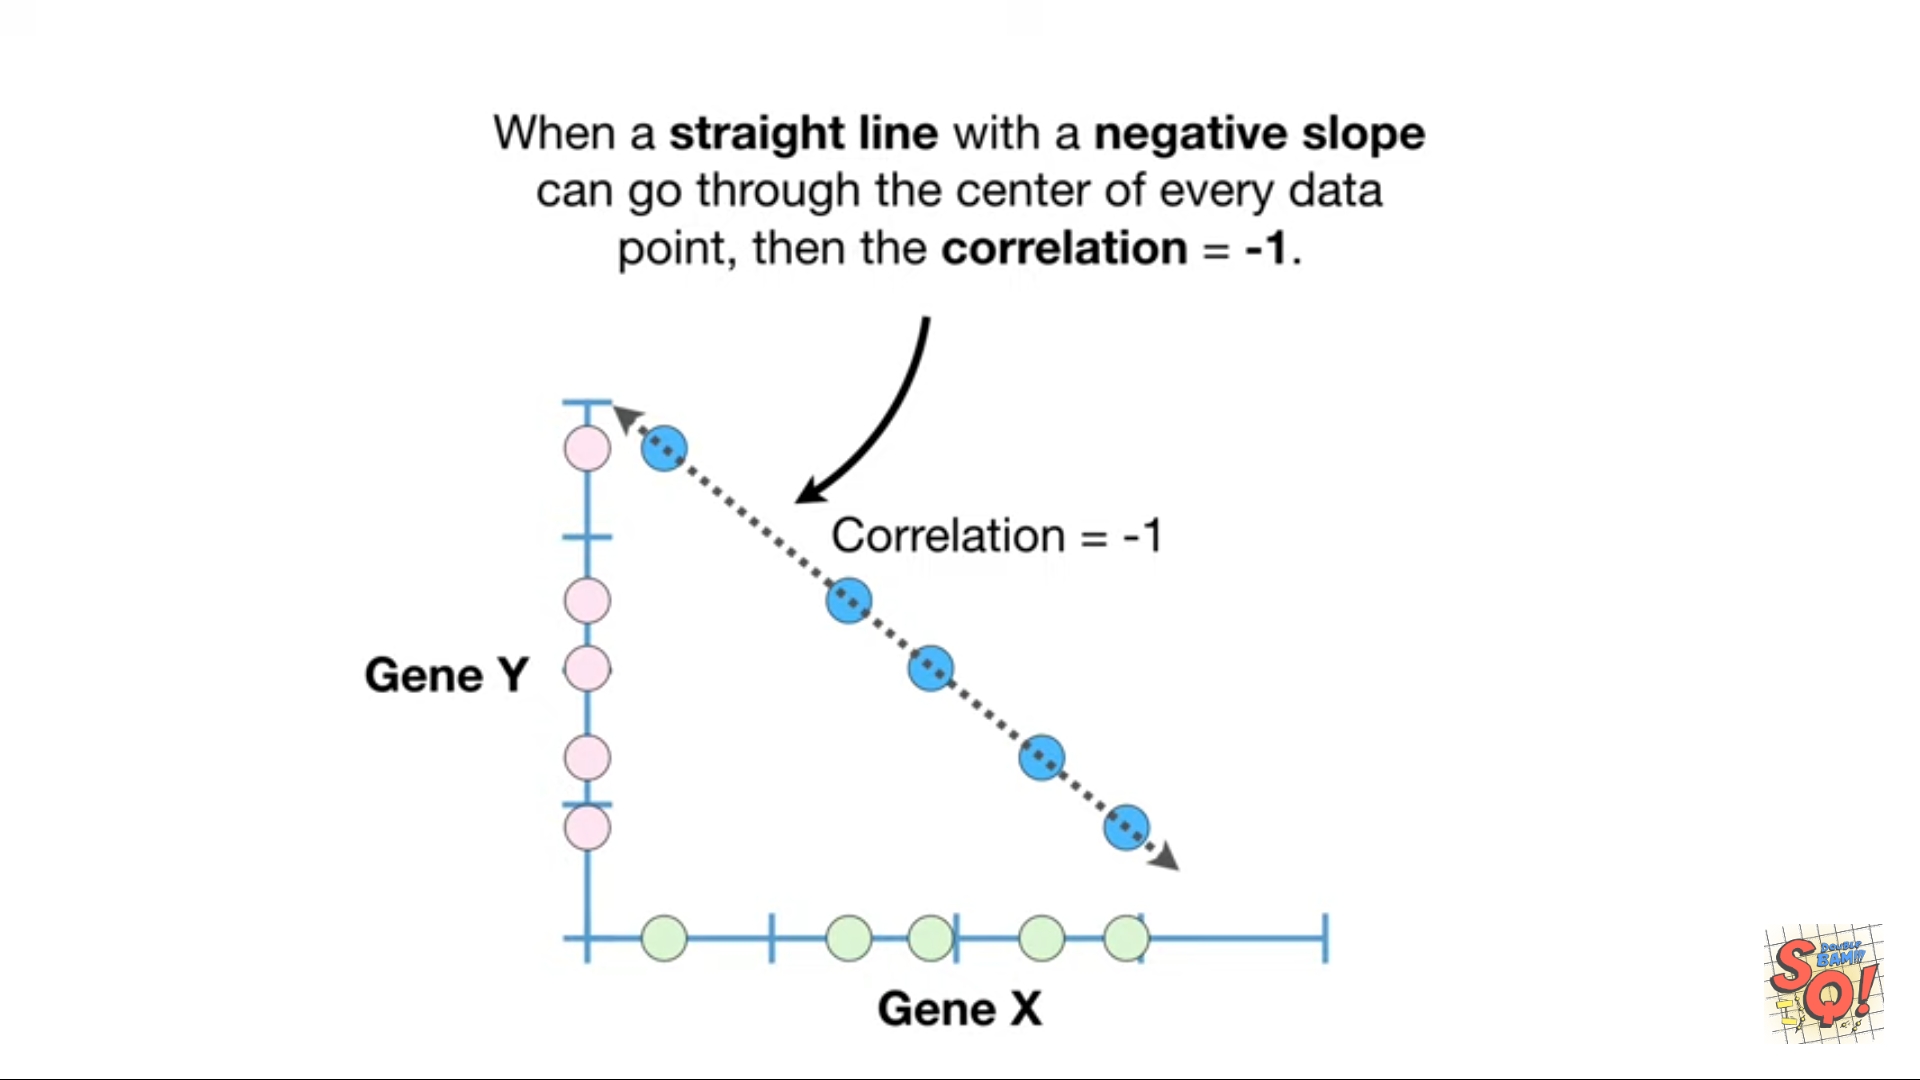 When a straight line with a negative slope
can go through the center of every data
point, then the correlation = -1.
Correlation = -1
Gene Y
Gene X
DOUBLE
BAM!!
SQ!